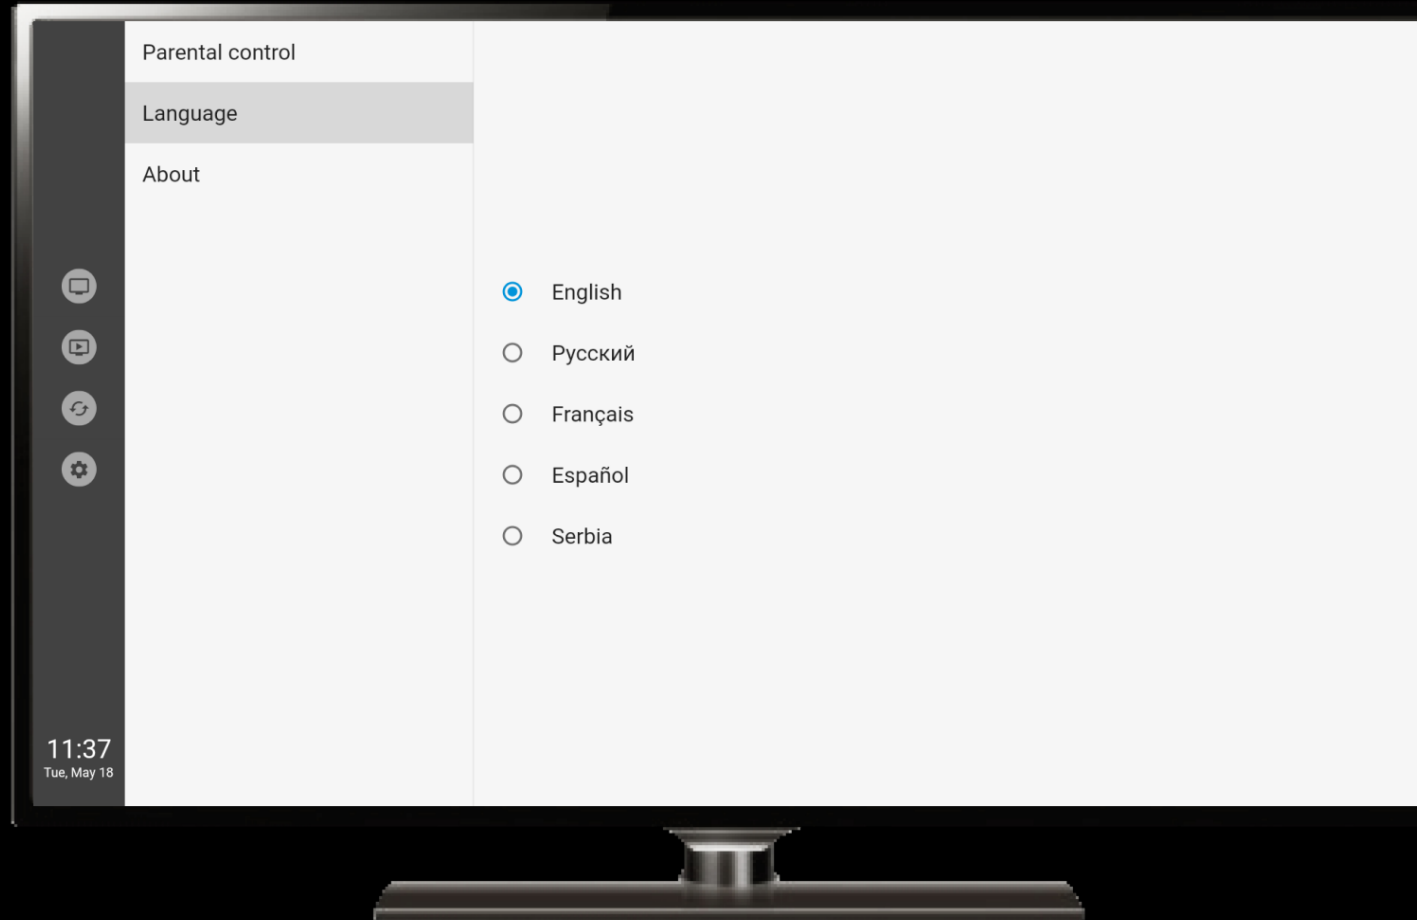 Parental control
Language
About
English
Русский
Français
Español
Serbia
11:37
Tue, May 18